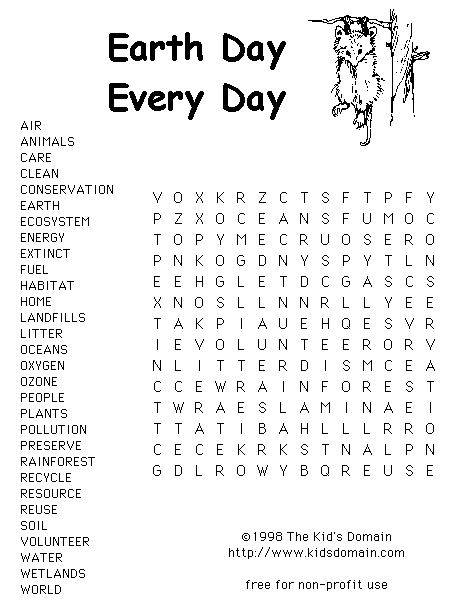 Earth Day
Every Day
AIR
ANIMALS
CARE
CLEAN
CONSERVATION
EARTH
ECOSYSTEM
ENERGY
EXTINCT
FUEL
HABITAT
HOME
LANDFILLS
LITTER
OCEANS
OXYGEN
OZONE
PEOPLE
PLANTS
POLLUTION
PRESERVE
RAINFOREST
RECYCLE
RESOURCE
REUSE
SOIL
VOLUNTEER
WATER
WETLANDS
WORLD
V O X K R Z C T S F T P F Y
P Z X O C E A N S F U M O C
T O P Y M E C R U O S E R O
P N K O G D N Y S P Y T L N
E E H G L E T D C G A S C S
X N O S L L N N R L L Y E E
T A K P I A U E H Q E S V R
I E V O L U N T E E R O R V
N L I T T E R D I S M C E A
C C E W R A I N F O R E S T
T W R A E S L A M I N A E I
T T A T I B A H L L L R R O
C E C E K R K S T N A L P N
G D L R O W Y B Q R E U S E
©1998 The Kid's Domain
http://www.kidsdomain.com
free for non-profit use